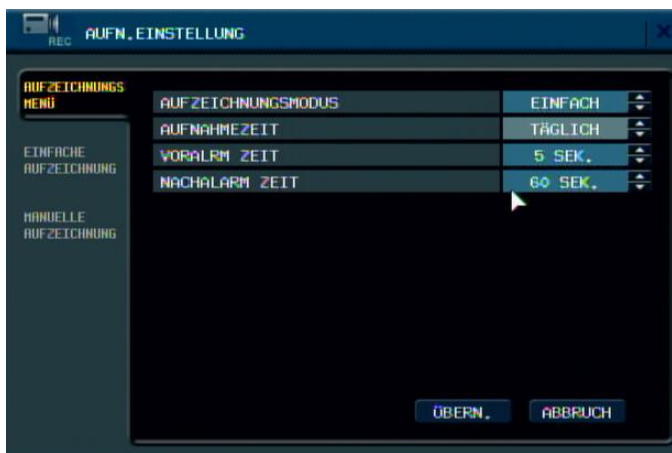 REC AUFN.EINSTELLUNG
AUFZEICHNUNGS
MENÜ
EINFACHE
AUFZEICHNUNG
MANUELLE
AUFZEICHNUNG
AUFZEICHNUNGSMODUS EINFACH
AUFNAHMEZEIT TÄGLICH
VORALRM ZEIT 5 SEK.
NACHALARM ZEIT 60 SEK.
ÜBERN. ABBRUCH